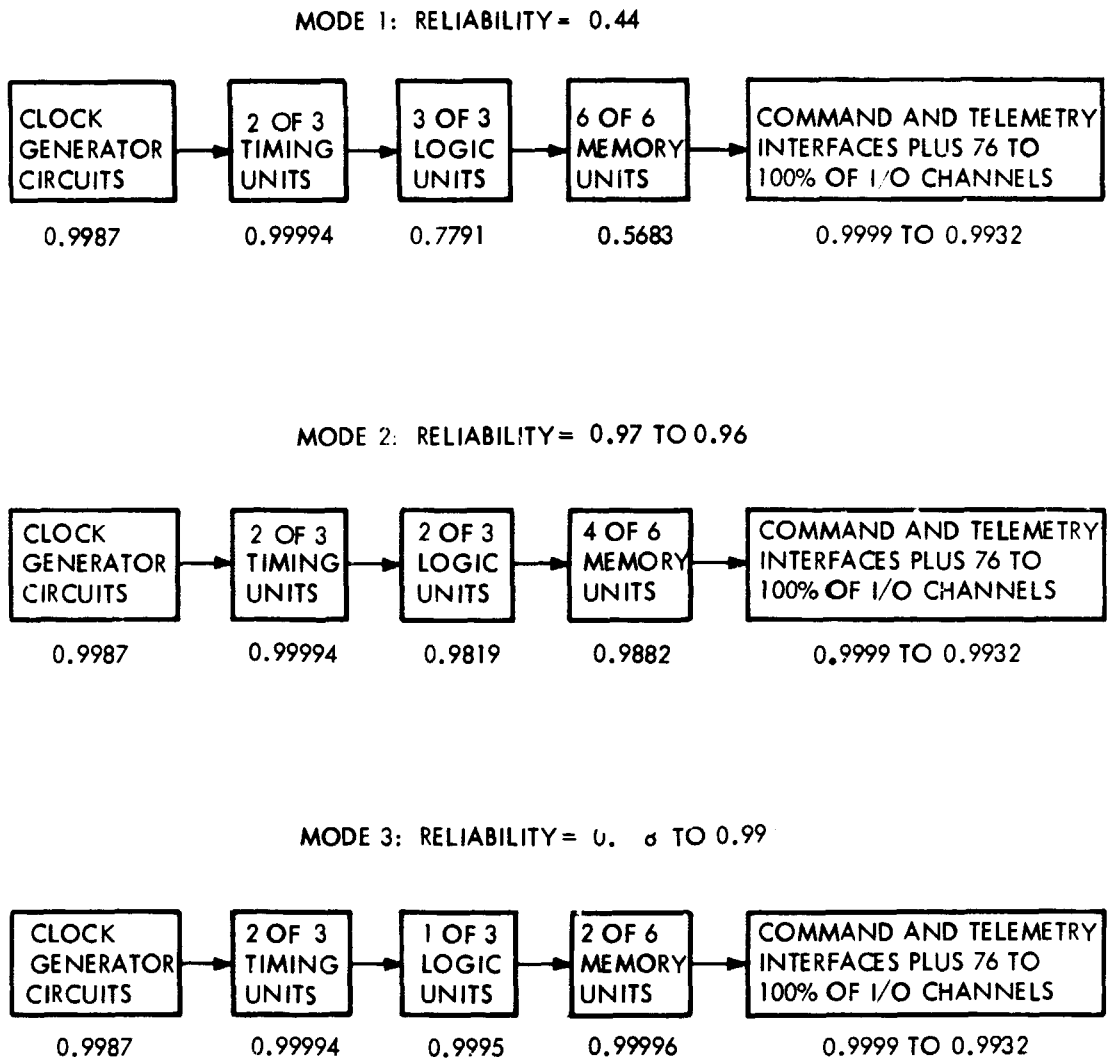 MODE 1: RELIABILITY = 0.44
CLOCK
GENERATOR
CIRCUITS
2 OF 3
TIMING
UNITS
3 OF 3
LOGIC
UNITS
6 OF 6
MEMORY
UNITS
COMMAND AND TELEMETRY
INTERFACES PLUS 76 TO
100% OF I/O CHANNELS
0.9987
0.99994
0.7791
0.5683
0.9999 TO 0.9932
MODE 2: RELIABILITY = 0.97 TO 0.96
CLOCK
GENERATOR
CIRCUITS
2 OF 3
TIMING
UNITS
2 OF 3
LOGIC
UNITS
4 OF 6
MEMORY
UNITS
COMMAND AND TELEMETRY
INTERFACES PLUS 76 TO
100% OF I/O CHANNELS
0.9987
0.99994
0.9819
0.9882
0.9999 TO 0.9932
MODE 3: RELIABILITY = TO 0.99
CLOCK
GENERATOR
CIRCUITS
2 OF 3
TIMING
UNITS
1 OF 3
LOGIC
UNITS
2 OF 6
MEMORY
UNITS
COMMAND AND TELEMETRY
INTERFACES PLUS 76 TO
100% OF I/O CHANNELS
0.9987
0.99994
0.9995
0.99996
0.9999 TO 0.9932